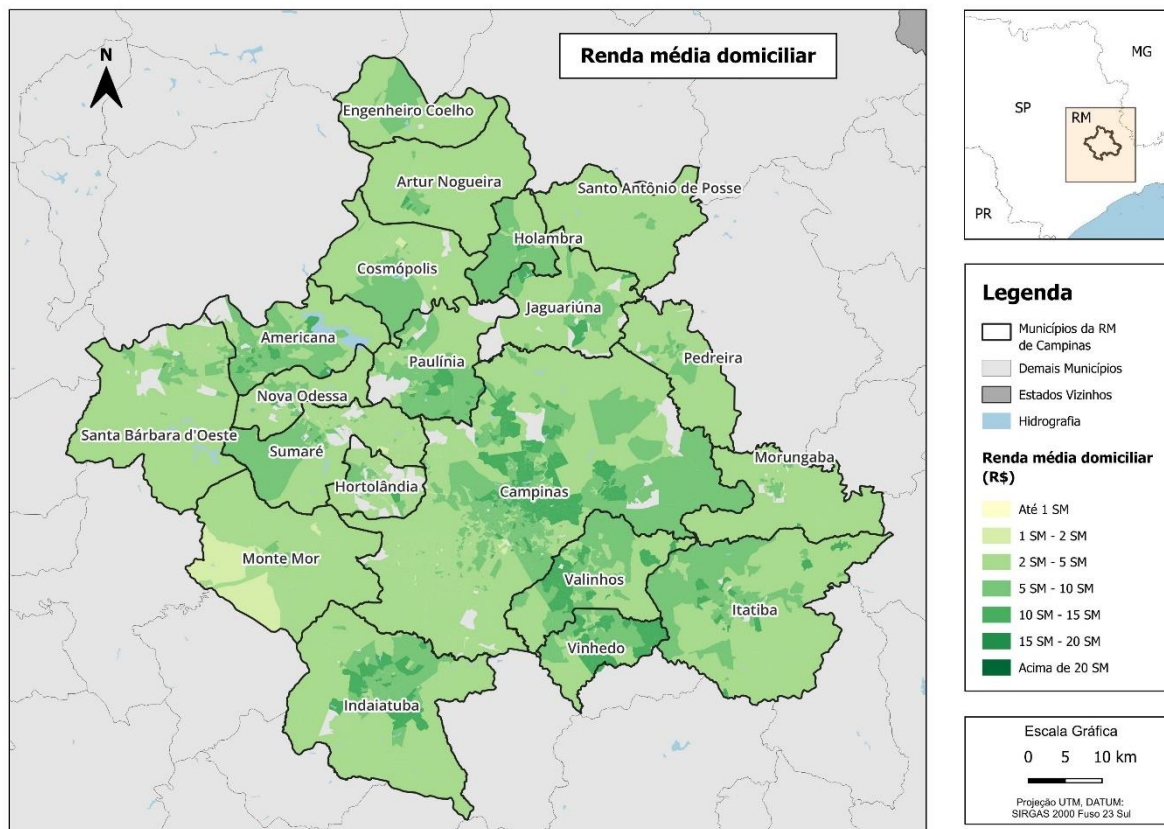 Renda média domiciliar
N
Engenheiro Coelho
Artur Nogueira
Santo Antônio de Posse
Holambra
Cosmópolis
Jaguariúna
Americana
Paulínia
Pedreira
Nova Odessa
Santa Bárbara d'Oeste
Sumaré
Morungaba
Hortolândia
Campinas
Monte Mor
Valinhos
Itatiba
Vinhedo
Indaiatuba
MG
SP
RM
PR
Legenda
Municípios da RM
de Campinas
Demais Municípios
Estados Vizinhos
Hidrografia
Renda média domiciliar
(R$)
Até 1 SM
1 SM - 2 SM
2 SM - 5 SM
5 SM - 10 SM
10 SM - 15 SM
15 SM - 20 SM
Acima de 20 SM
Escala Gráfica
0 5 10 km
Projeção UTM, DATUM:
SIRGAS 2000 Fuso 23 Sul